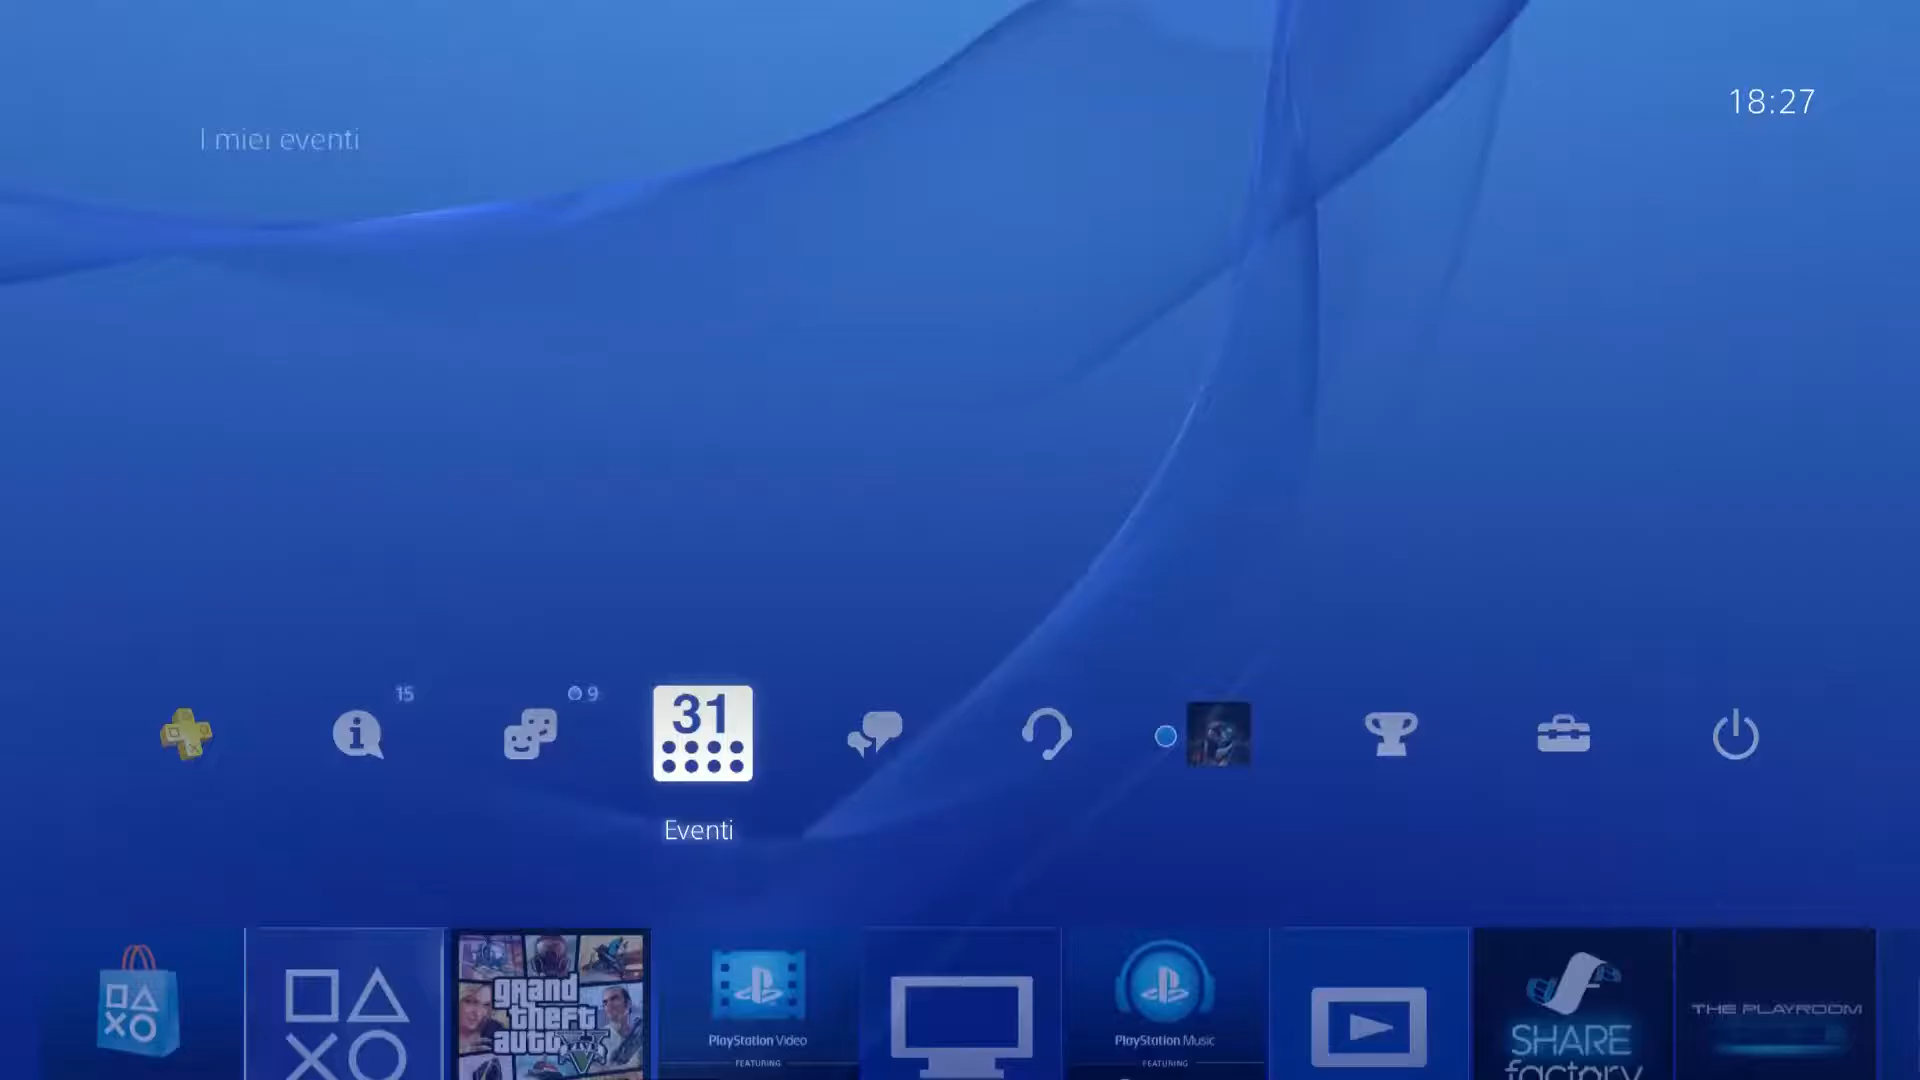 18:27
I miei eventi
15
9
31
Eventi
grand
theft
auto
V
PlayStation Video
FEATURING
PlayStation Music
FEATURING
SHARE
factory
THE PLAYROOM